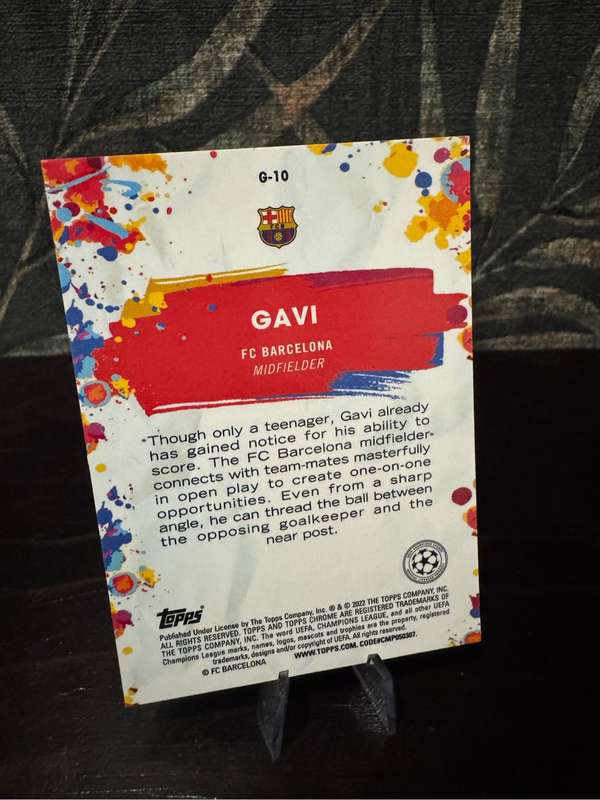 G-10
FCB
GAVI
FC BARCELONA
MIDFIELDER
Though only a teenager, Gavi already
has gained notice for his ability to
score. The FC Barcelona midfielder
connects with team-mates masterfully
in open play to create one-on-one
opportunities. Even from a sharp
angle, he can thread the ball between
the opposing goalkeeper and the
near post.
TOPPS
Published Under License by The Topps Company, Inc. ® & © 2022 THE TOPPS COMPANY, INC.
ALL RIGHTS RESERVED. TOPPS AND TOPPS CHROME ARE REGISTERED TRADEMARKS OF
THE TOPPS COMPANY, INC. The word UEFA, CHAMPIONS LEAGUE, and all other UEFA
Champions League marks, names, logos, mascots and trophies are the property, registered
trademarks, designs and/or copyright of UEFA. All rights reserved.
© FC BARCELONA WWW.TOPPS.COM. CODE#CMP050307.